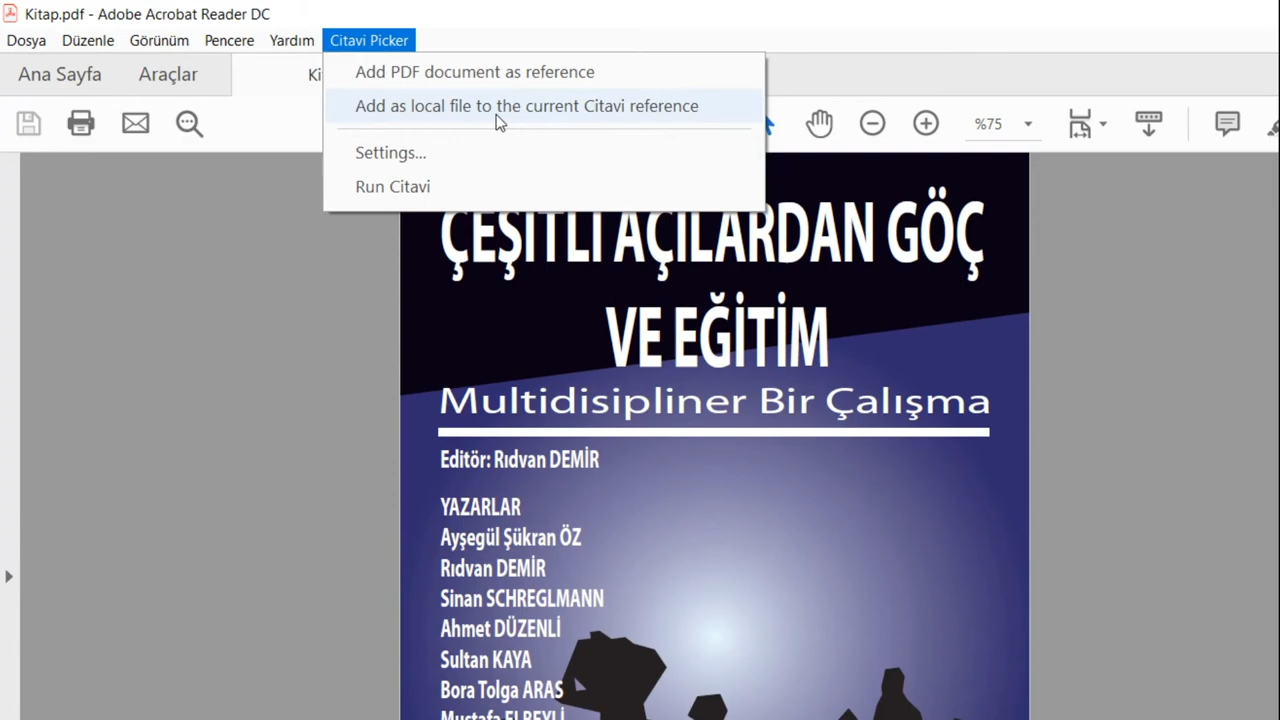 Kitap.pdf - Adobe Acrobat Reader DC
Dosya Düzenle Görünüm Pencere Yardım Citavi Picker
Ana Sayfa Araçlar Ki
Add PDF document as reference
Add as local file to the current Citavi reference
Settings...
Run Citavi
%75
ÇEŞİTLİ AÇILARDAN GÖÇ
VE EĞİTİM
Multidisipliner Bir Çalışma
Editör: Rıdvan DEMİR
YAZARLAR
Ayşegül Şükran ÖZ
Rıdvan DEMİR
Sinan SCHREGLMANN
Ahmet DÜZENLİ
Sultan KAYA
Bora Tolga ARAS
Mustafa ELBEYLİ